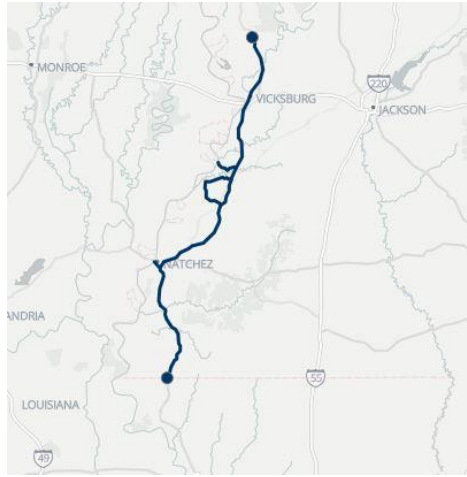 MONROE
VICKSBURG
220
JACKSON
NATCHEZ
ANDRIA
55
LOUISIANA
49